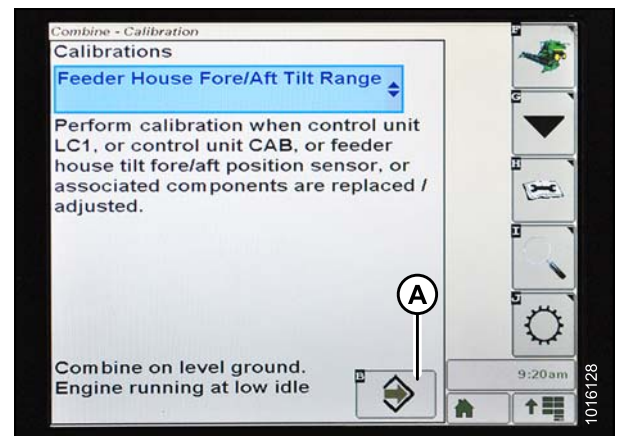 Combine - Calibration
Calibrations
Feeder House Fore/Aft Tilt Range
Perform calibration when control unit
LC1, or control unit CAB, or feeder
house tilt fore/aft position sensor, or
associated components are replaced /
adjusted.
Combine on level ground.
Engine running at low idle
A
B
F
G
H
I
J
9:20am
1016128